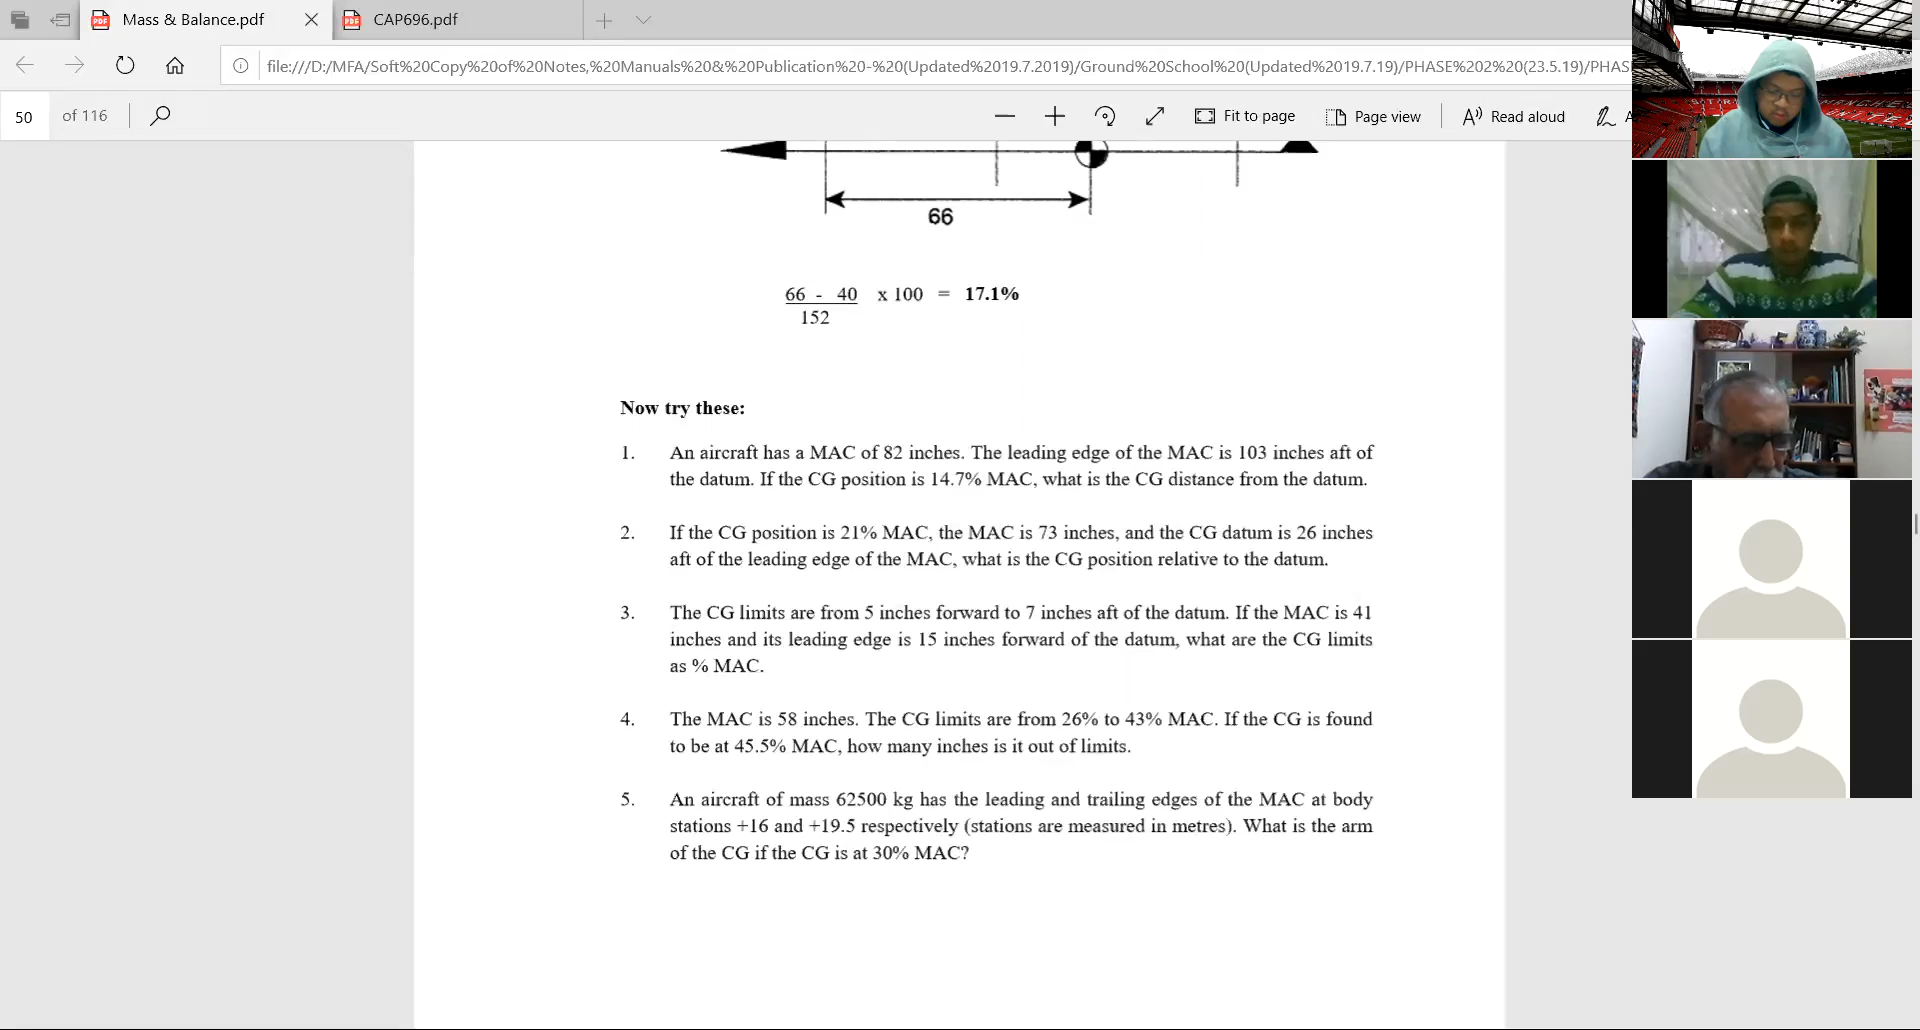 Mass & Balance.pdf
CAP696.pdf
file:///D:/MFA/Soft%20Copy%20of%20Notes,%20Manuals%20&%20Publication%20-%20(Updated%2019.7.2019)/Ground%20School%20(Updated%2019.7.19)/PHASE%202%20(23.5.19)/PHAS
50 of 116
Fit to page
Page view
Read aloud
66
66 - 40 x 100 = 17.1%
152
Now try these:
1. An aircraft has a MAC of 82 inches. The leading edge of the MAC is 103 inches aft of
the datum. If the CG position is 14.7% MAC, what is the CG distance from the datum.
2. If the CG position is 21% MAC, the MAC is 73 inches, and the CG datum is 26 inches
aft of the leading edge of the MAC, what is the CG position relative to the datum.
3. The CG limits are from 5 inches forward to 7 inches aft of the datum. If the MAC is 41
inches and its leading edge is 15 inches forward of the datum, what are the CG limits
as % MAC.
4. The MAC is 58 inches. The CG limits are from 26% to 43% MAC. If the CG is found
to be at 45.5% MAC, how many inches is it out of limits.
5. An aircraft of mass 62500 kg has the leading and trailing edges of the MAC at body
stations +16 and +19.5 respectively (stations are measured in metres). What is the arm
of the CG if the CG is at 30% MAC?